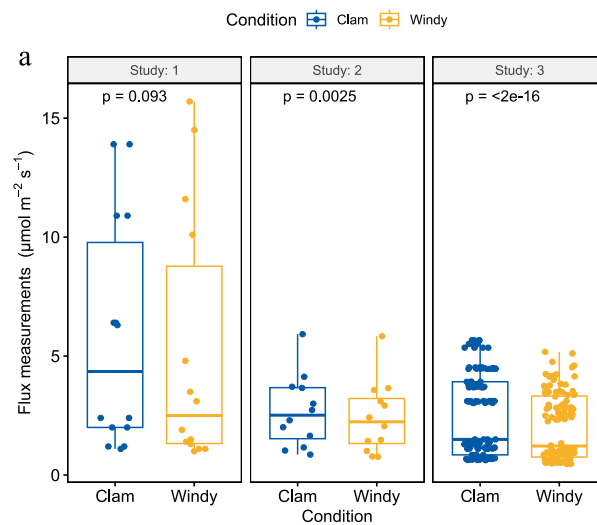 Condition Clam Windy
a
Study: 1 Study: 2 Study: 3
p = 0.093 p = 0.0025 p = <2e-16
Flux measurements (μmol m⁻² s⁻¹)
15
10
5
0
Clam Windy Clam Windy Clam Windy
Condition